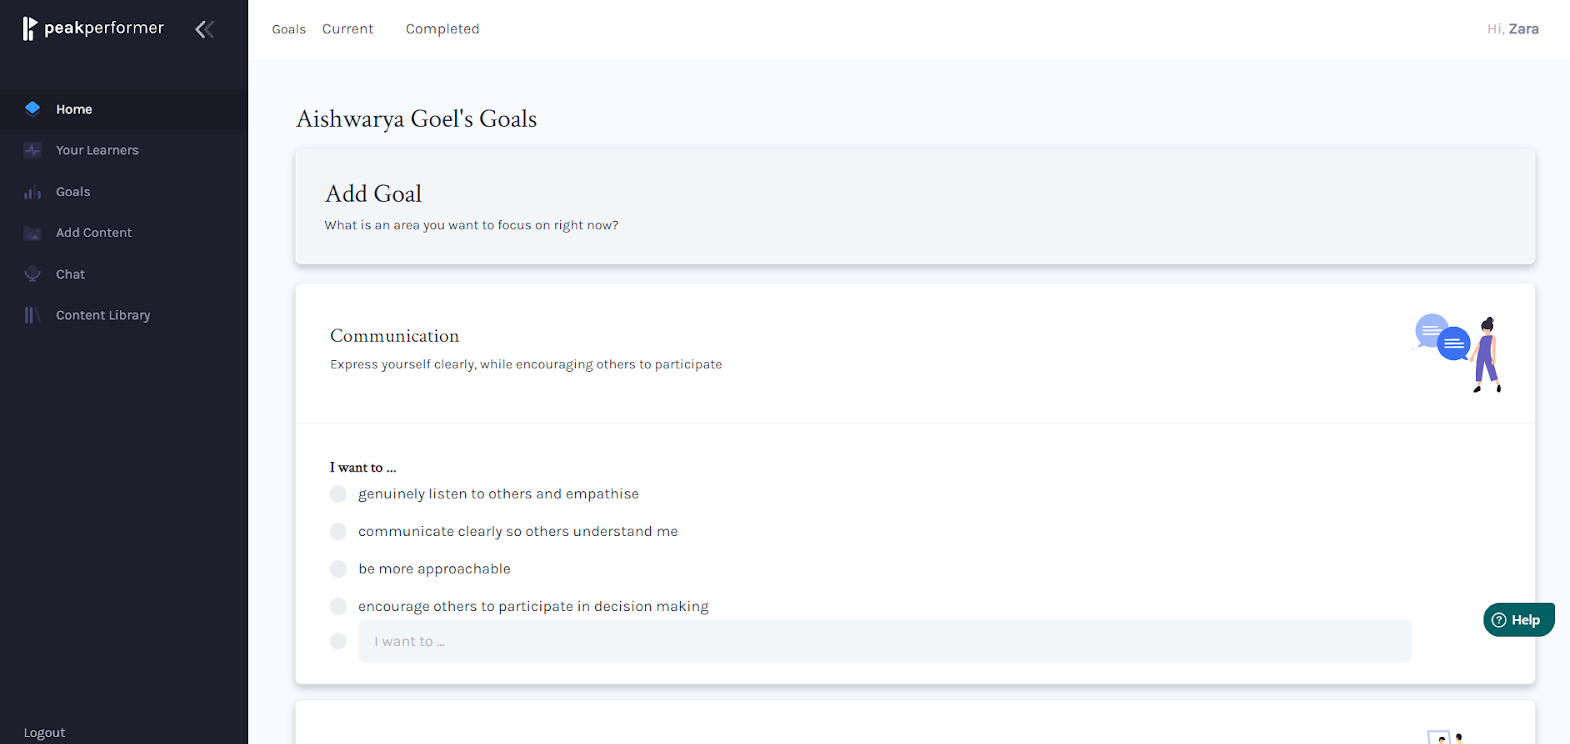 peakperformer
Goals Current Completed
Hi, Zara
Home
Your Learners
Goals
Add Content
Chat
Content Library
Logout
Aishwarya Goel's Goals
Add Goal
What is an area you want to focus on right now?
Communication
Express yourself clearly, while encouraging others to participate
I want to ...
genuinely listen to others and empathise
communicate clearly so others understand me
be more approachable
encourage others to participate in decision making
I want to ...
Help